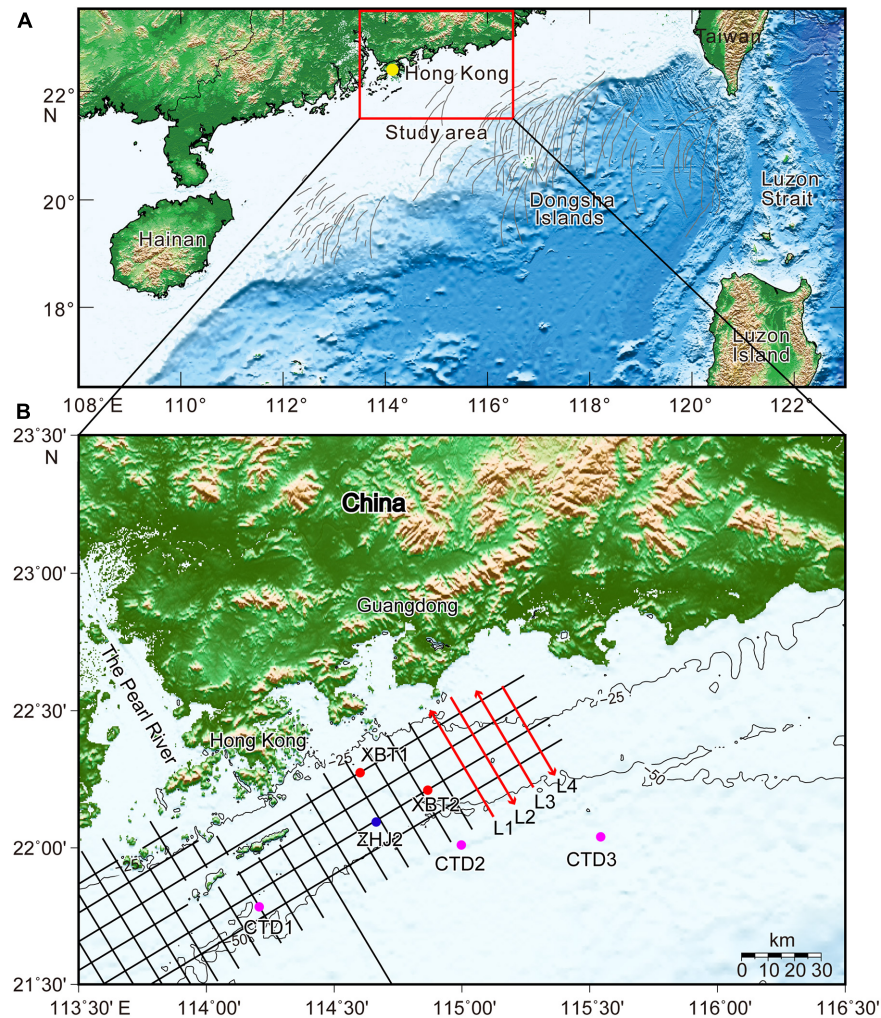 A
Taiwan
Hong Kong
22°
N
Study area
20°
Luzon
Strait
Dongsha
Islands
Hainan
18°
Luzon
Island
108° E
110°
112°
114°
116°
118°
120°
122°
B
23°30'
N
China
23°00'
Guangdong
The Pearl River
-25
22°30'
Hong Kong
-25
XBT1
-50
L4
XBT2
L3
L2
L1
ZHJ2
22°00'
CTD2
CTD3
-25
CTD1
-50
km
0 10 20 30
21°30'
113°30' E
114°00'
114°30'
115°00'
115°30'
116°00'
116°30'